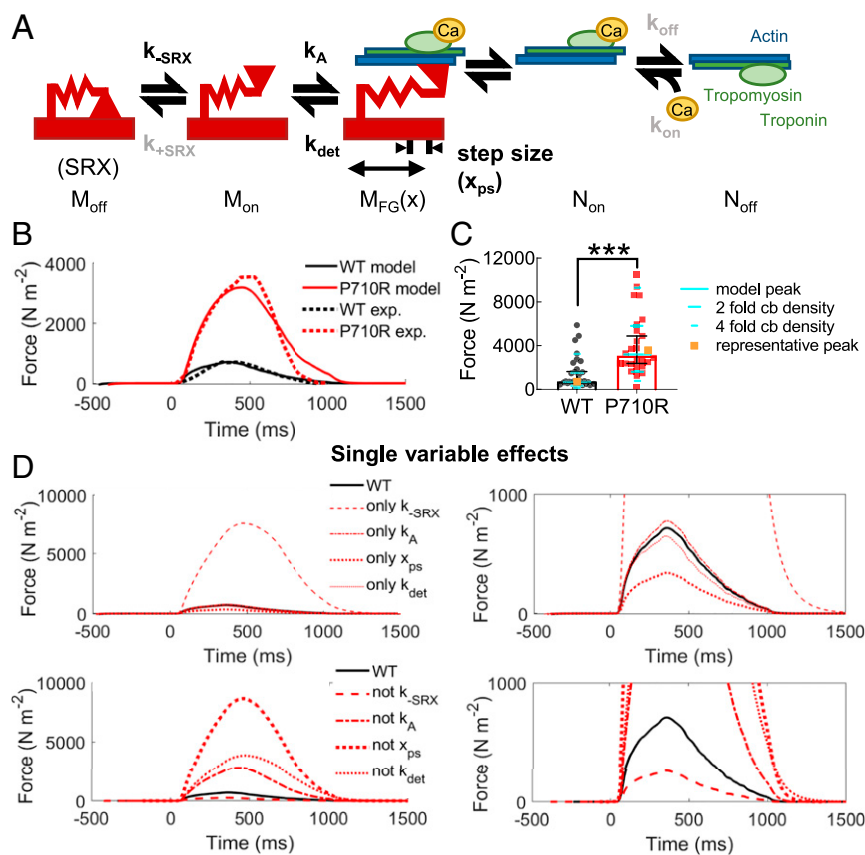 A
k-SRX
k+SRX
kA
kdet
Ca
Ca
koff
kon
Ca
Actin
Tropomyosin
Troponin
step size
(xps)
(SRX)
Moff
Mon
MFG(x)
Non
Noff
B
Force (N m-2)
4000
2000
0
-500
0
500
1000
1500
Time (ms)
WT model
P710R model
WT exp.
P710R exp.
C
Force (N m-2)
12000
8000
4000
0
***
WT
P710R
model peak
2 fold cb density
4 fold cb density
representative peak
D
Single variable effects
Force (N m-2)
10000
5000
0
-500
0
500
1000
1500
Time (ms)
WT
only k-SRX
only kA
only xps
only kdet
Force (N m-2)
1000
500
0
-500
0
500
1000
1500
Time (ms)
Force (N m-2)
10000
5000
0
-500
0
500
1000
1500
Time (ms)
WT
not k-SRX
not kA
not xps
not kdet
Force (N m-2)
1000
500
0
-500
0
500
1000
1500
Time (ms)